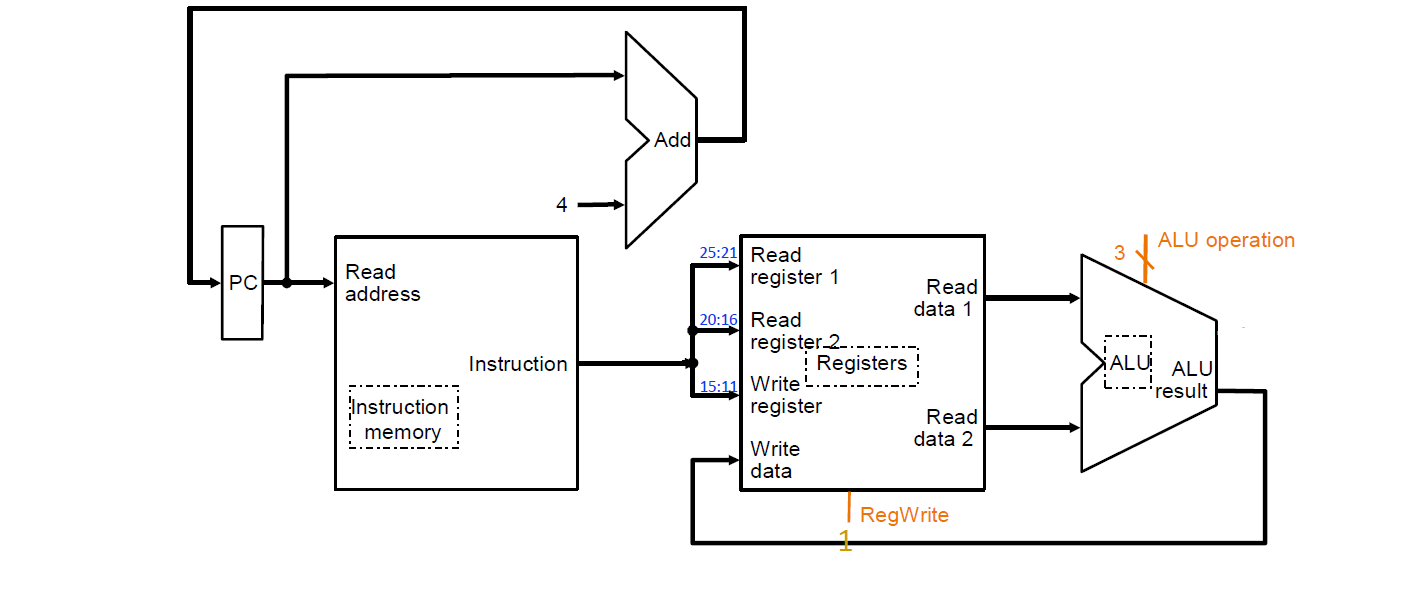 Add
4
PC
Read
address
Instruction
Instruction
memory
25:21
Read
register 1
20:16
Read
register 2
Registers
15:11
Write
register
Write
data
Read
data 1
Read
data 2
RegWrite
1
3
ALU operation
ALU
ALU
result